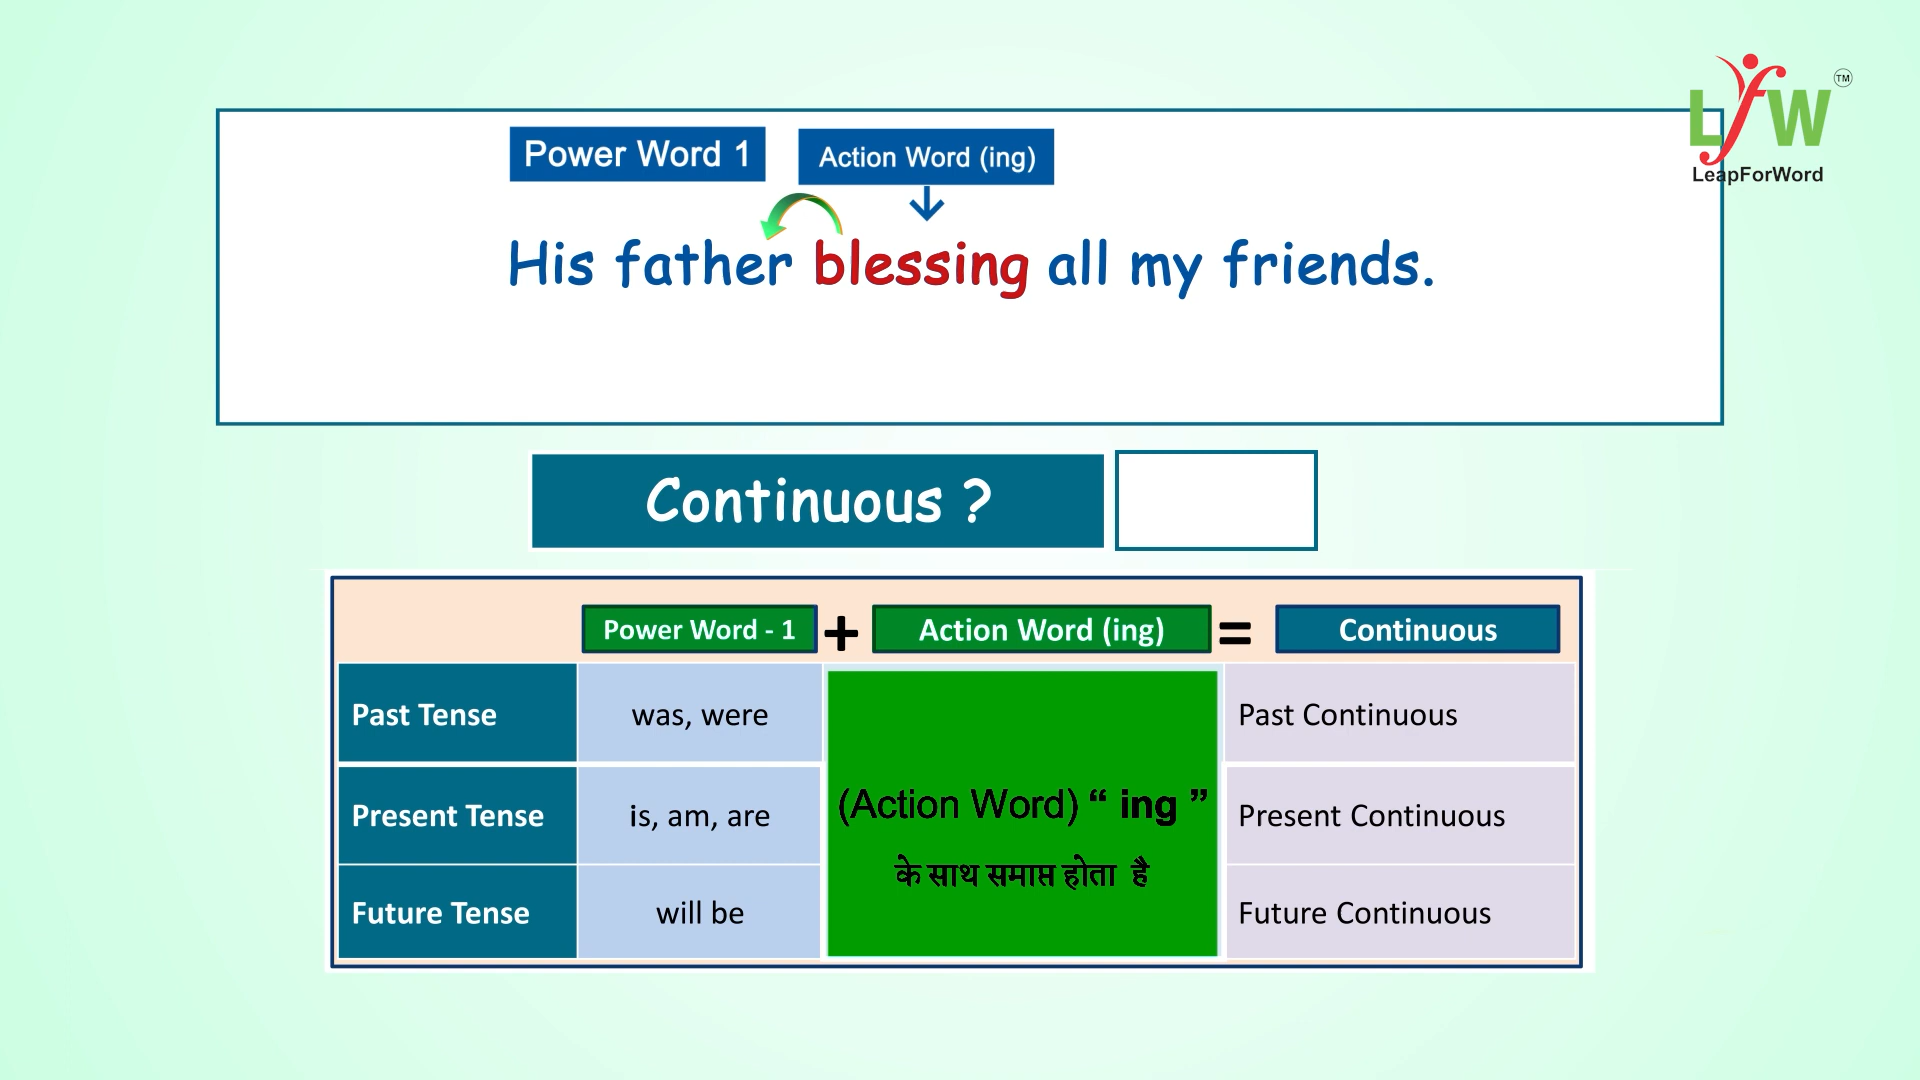 LfW TM
LeapForWord
Power Word 1 Action Word (ing)
His father blessing all my friends.
Continuous ?
Power Word - 1 + Action Word (ing) = Continuous
Past Tense was, were Past Continuous
(Action Word) “ ing ”
Present Tense is, am, are Present Continuous
के साथ समाप्त होता है
Future Tense will be Future Continuous